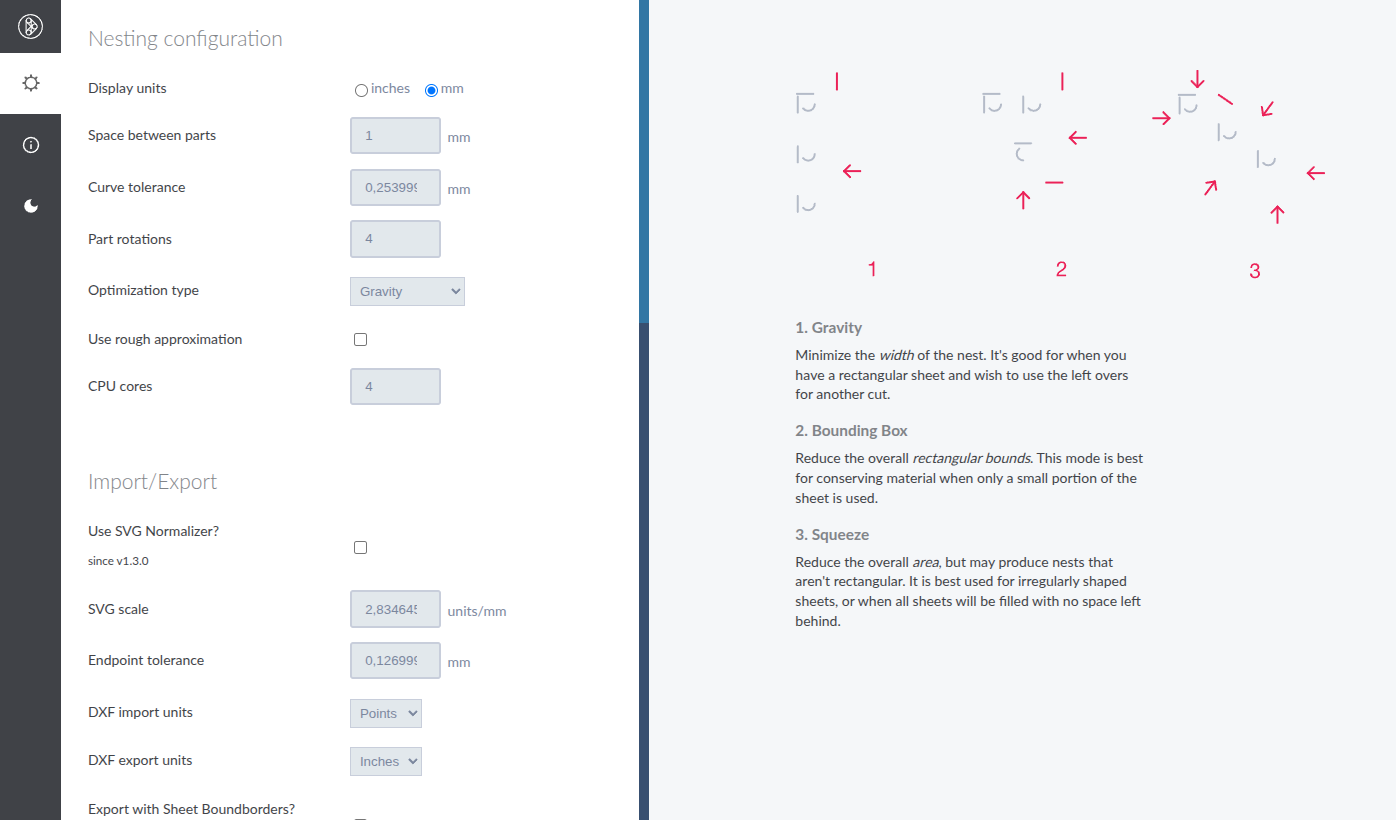 Nesting configuration
Display units
inches
mm
Space between parts
1
mm
Curve tolerance
0,253999
mm
Part rotations
4
Optimization type
Gravity
Use rough approximation
CPU cores
4
Import/Export
Use SVG Normalizer?
since v1.3.0
SVG scale
2,834645
units/mm
Endpoint tolerance
0,126999
mm
DXF import units
Points
DXF export units
Inches
Export with Sheet Boundborders?
1
2
3
1. Gravity
Minimize the width of the nest. It's good for when you
have a rectangular sheet and wish to use the left overs
for another cut.
2. Bounding Box
Reduce the overall rectangular bounds. This mode is best
for conserving material when only a small portion of the
sheet is used.
3. Squeeze
Reduce the overall area, but may produce nests that
aren't rectangular. It is best used for irregularly shaped
sheets, or when all sheets will be filled with no space left
behind.